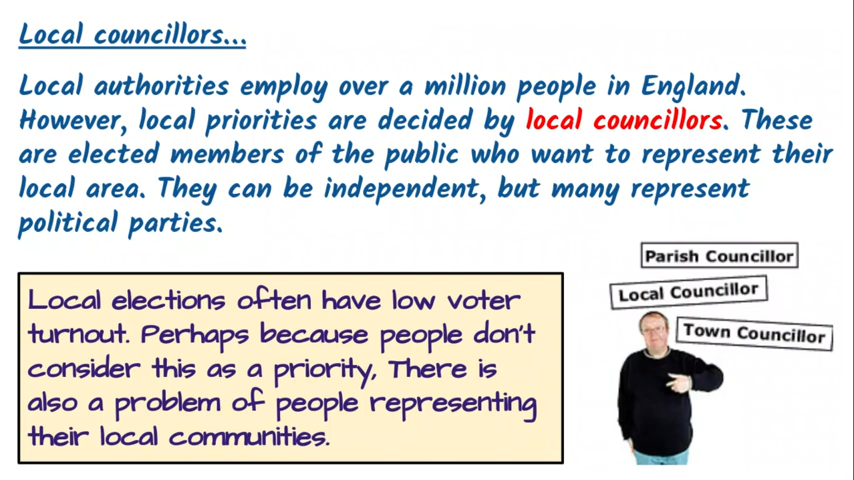 Local councillors...
Local authorities employ over a million people in England.
However, local priorities are decided by local councillors. These
are elected members of the public who want to represent their
local area. They can be independent, but many represent
political parties.
Local elections often have low voter
turnout. Perhaps because people don't
consider this as a priority, There is
also a problem of people representing
their local communities.
Parish Councillor
Local Councillor
Town Councillor